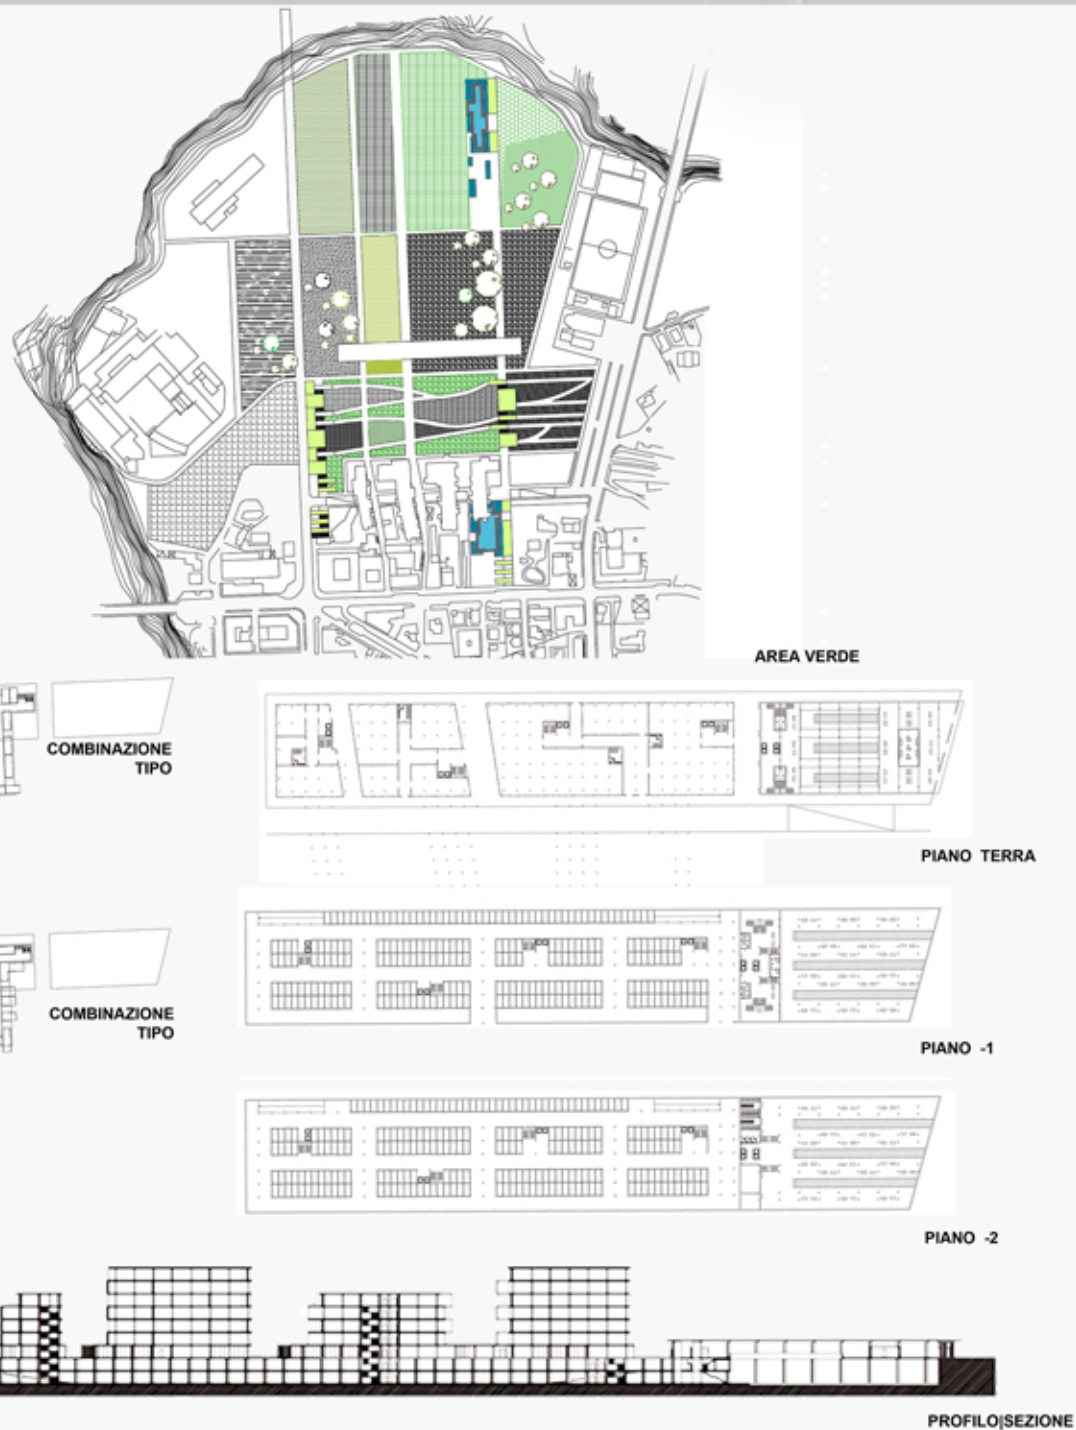 AREA VERDE
COMBINAZIONE
TIPO
PIANO TERRA
COMBINAZIONE
TIPO
PIANO -1
PIANO -2
PROFILO|SEZIONE